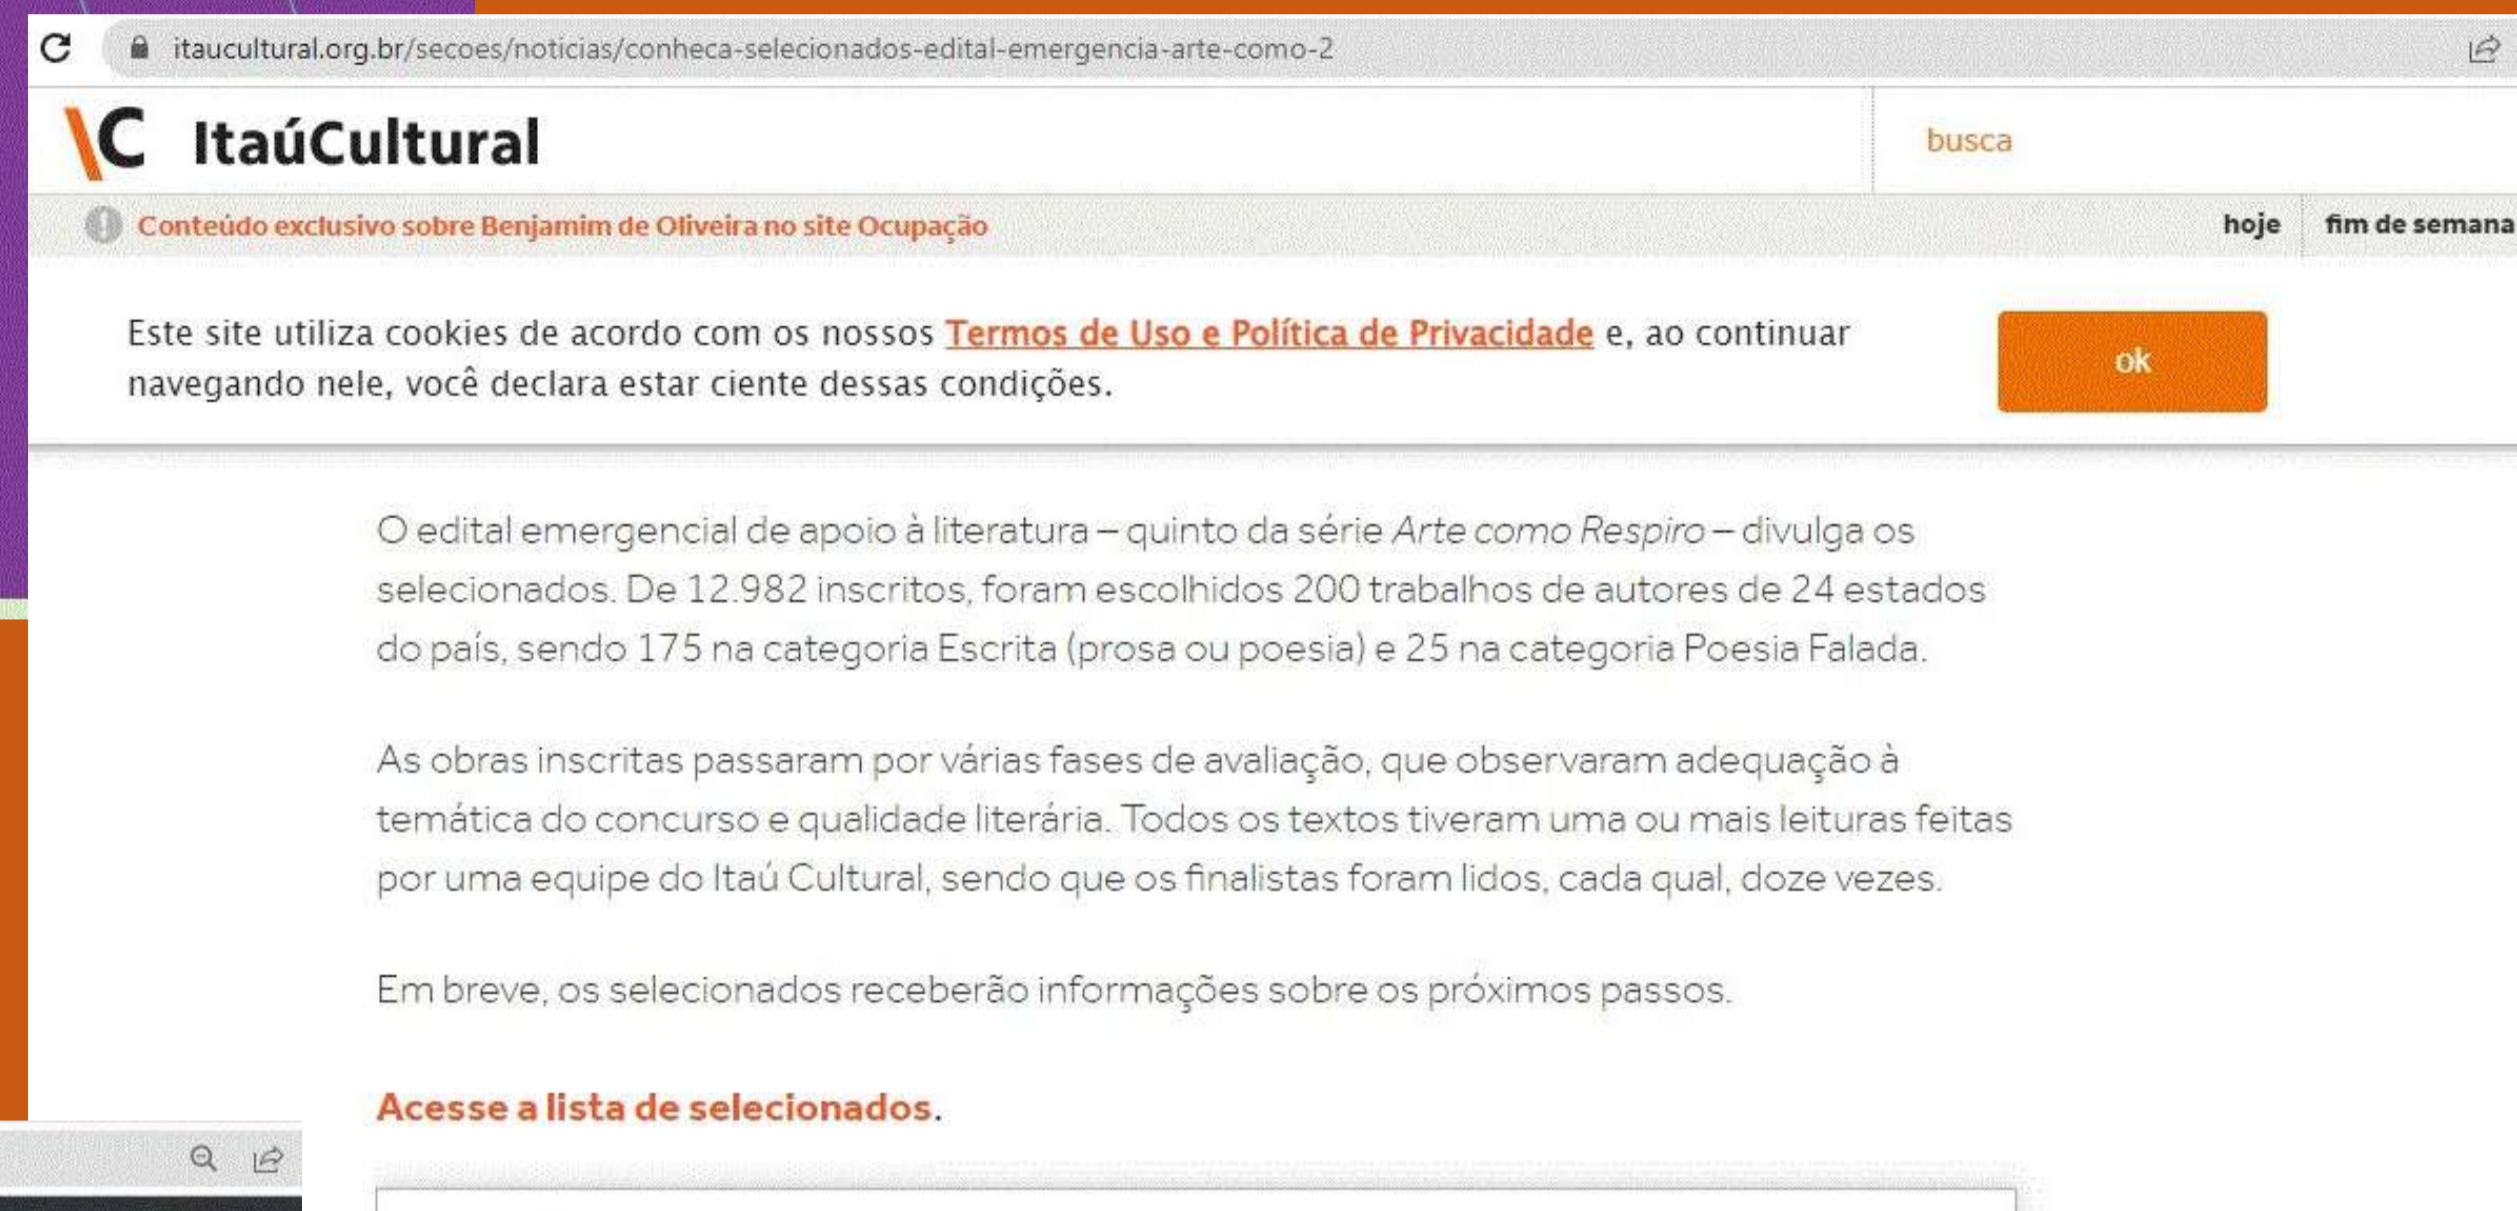 itaucultural.org.br/secoes/noticias/conheca-selecionados-edital-emergencia-arte-como-2
\C ItaúCultural
busca
Conteúdo exclusivo sobre Benjamim de Oliveira no site Ocupação
hoje fim de semana
Este site utiliza cookies de acordo com os nossos Termos de Uso e Política de Privacidade e, ao continuar
navegando nele, você declara estar ciente dessas condições.
ok
O edital emergencial de apoio à literatura – quinto da série Arte como Respiro – divulga os
selecionados. De 12.982 inscritos, foram escolhidos 200 trabalhos de autores de 24 estados
do país, sendo 175 na categoria Escrita (prosa ou poesia) e 25 na categoria Poesia Falada.
As obras inscritas passaram por várias fases de avaliação, que observaram adequação à
temática do concurso e qualidade literária. Todos os textos tiveram uma ou mais leituras feitas
por uma equipe do Itaú Cultural, sendo que os finalistas foram lidos, cada qual, doze vezes.
Em breve, os selecionados receberão informações sobre os próximos passos.
Acesse a lista de selecionados.